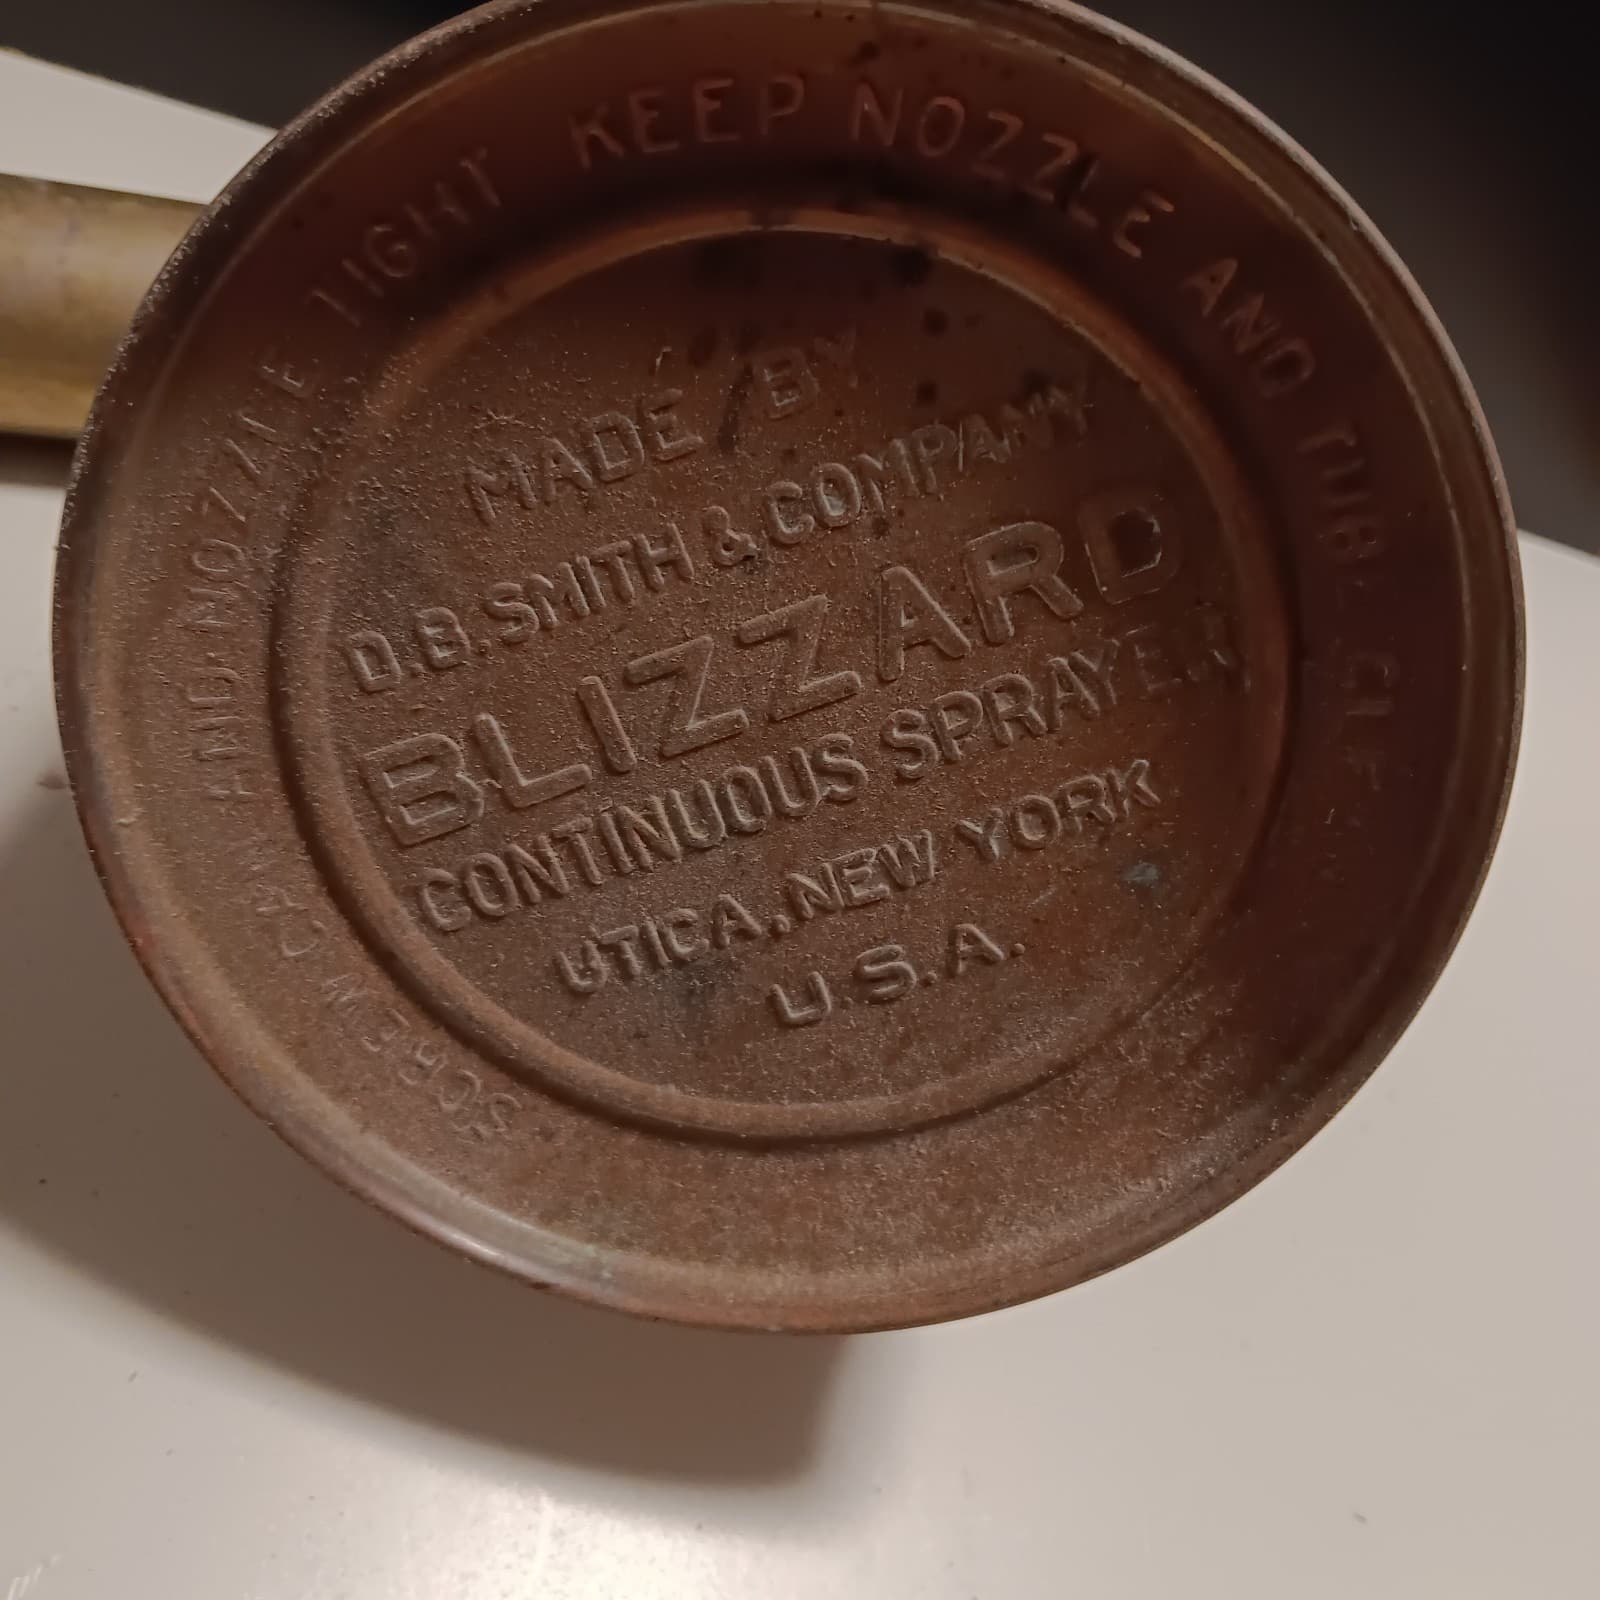 SCREW CAP AND NOZZLE TIGHT KEEP NOZZLE AND TUBE CLEAN
MADE BY
D.B. SMITH & COMPANY
BLIZZARD
CONTINUOUS SPRAYER
UTICA, NEW YORK
U.S.A.